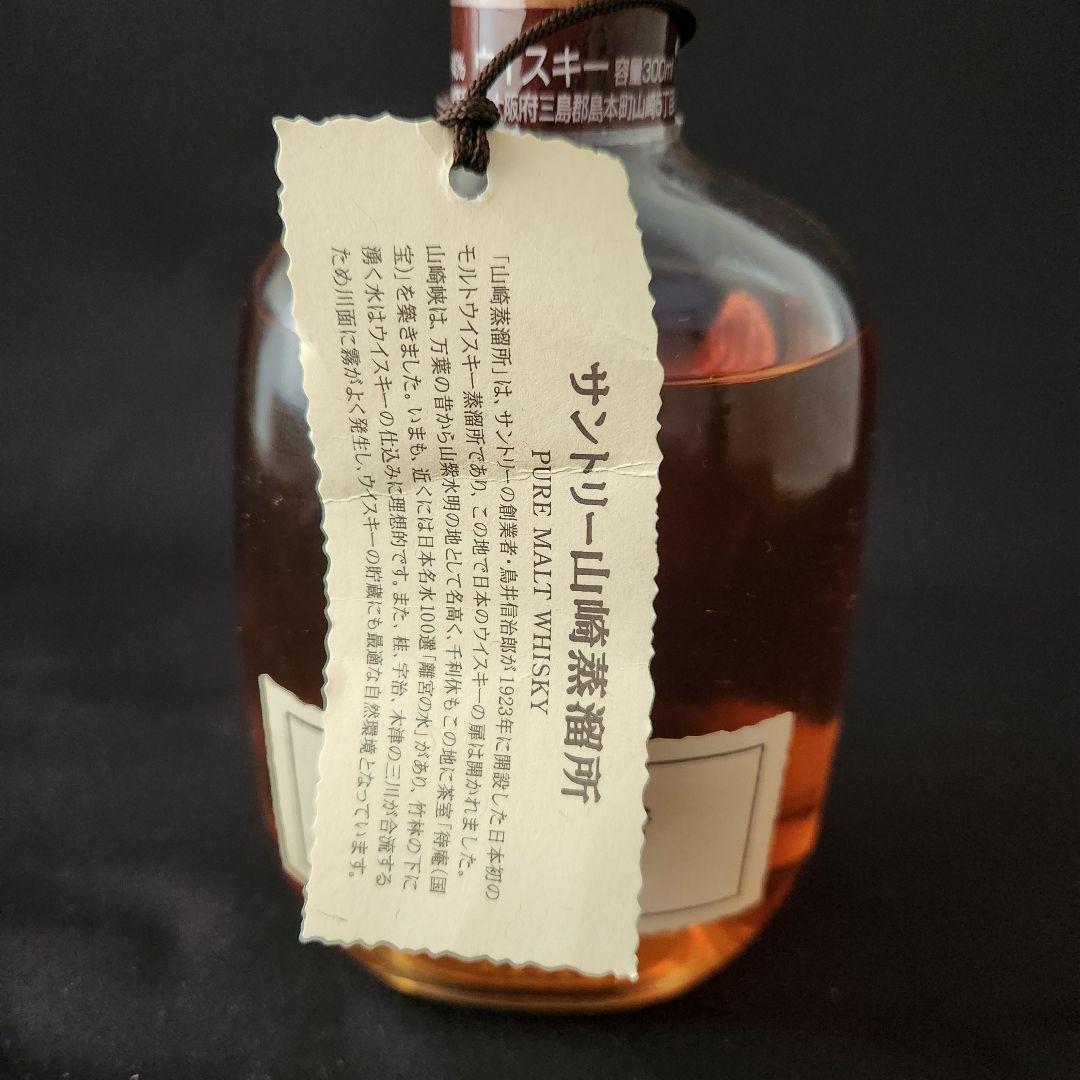 ウイスキー 容量300m
阪府三島郡島本町山崎5丁目
サントリー山崎蒸溜所
PURE MALT WHISKY
「山崎蒸溜所」は、サントリーの創業者・鳥井信治郎が1923年に開設した日本初の
モルトウイスキー蒸溜所であり、この地で日本のウイスキーの扉は開かれました。
山崎峡は、万葉の昔から山紫水明の地として名高く、千利休もこの地に茶室「待庵(国
宝)」を築きました。いまも、近くには日本名水100選「離宮の水」があり、竹林の下に
湧く水はウイスキーの仕込みに理想的です。また、桂、宇治、木津の三川が合流する
ため川面に霧がよく発生し、ウイスキーの貯蔵にも最適な自然環境となっています。